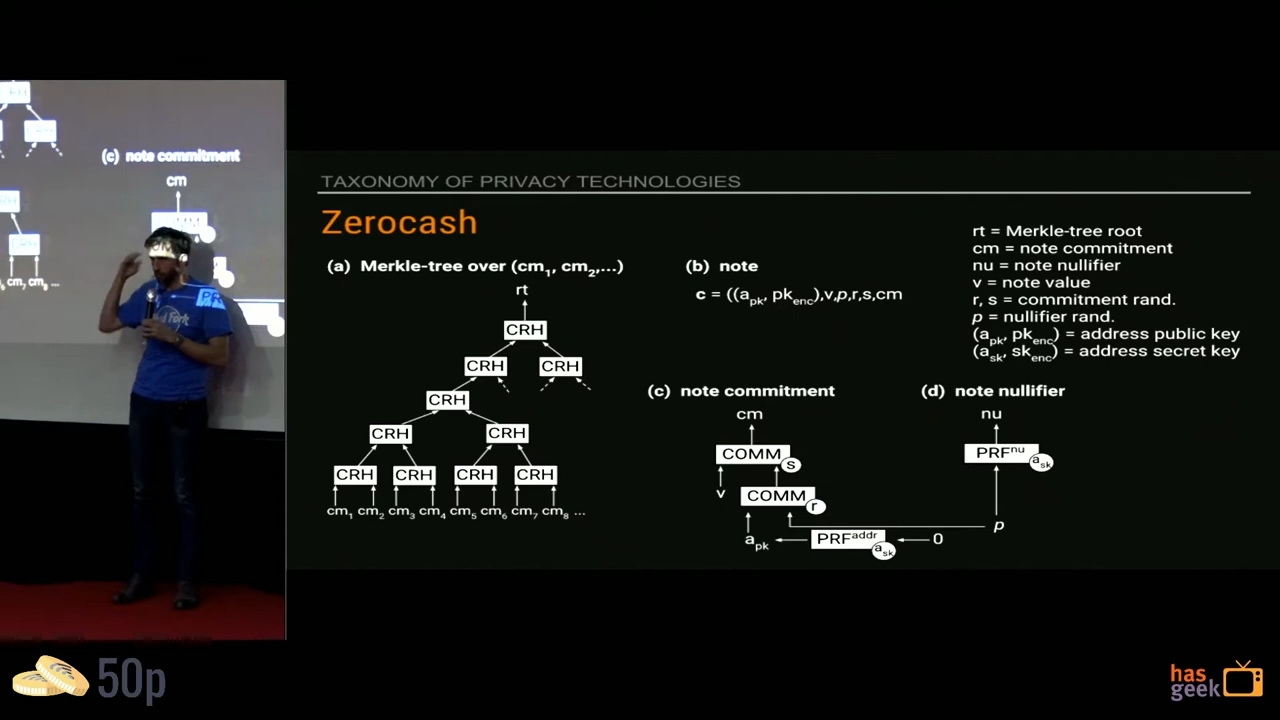 TAXONOMY OF PRIVACY TECHNOLOGIES
Zerocash
(a) Merkle-tree over (cm1, cm2,...)
rt
CRH
CRH CRH
CRH
CRH CRH
CRH CRH CRH CRH
cm1 cm2 cm3 cm4 cm5 cm6 cm7 cm8 ...
(b) note
c = ((apk, pkenc),v,p,r,s,cm
rt = Merkle-tree root
cm = note commitment
nu = note nullifier
v = note value
r, s = commitment rand.
p = nullifier rand.
(apk, pkenc) = address public key
(ask, skenc) = address secret key
(c) note commitment
cm
COMM s
v COMM r
apk PRFaddr ask 0
(d) note nullifier
nu
PRFnu ask
p
(c) note commitment
cm
CRH
CRH
cm7 cm8 ...
50p
has
geek